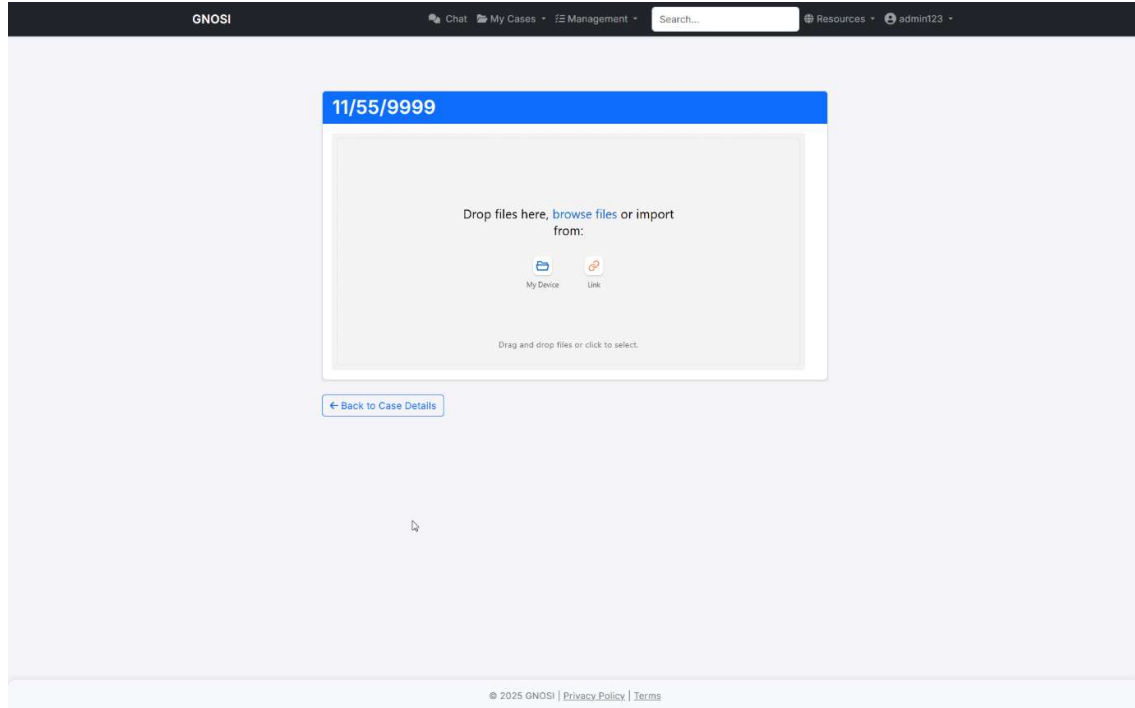 GNOSI
Chat My Cases Management Search... Resources admin123
11/55/9999
Drop files here, browse files or import
from:
My Device Link
Drag and drop files or click to select.
← Back to Case Details
© 2025 GNOSI | Privacy Policy | Terms